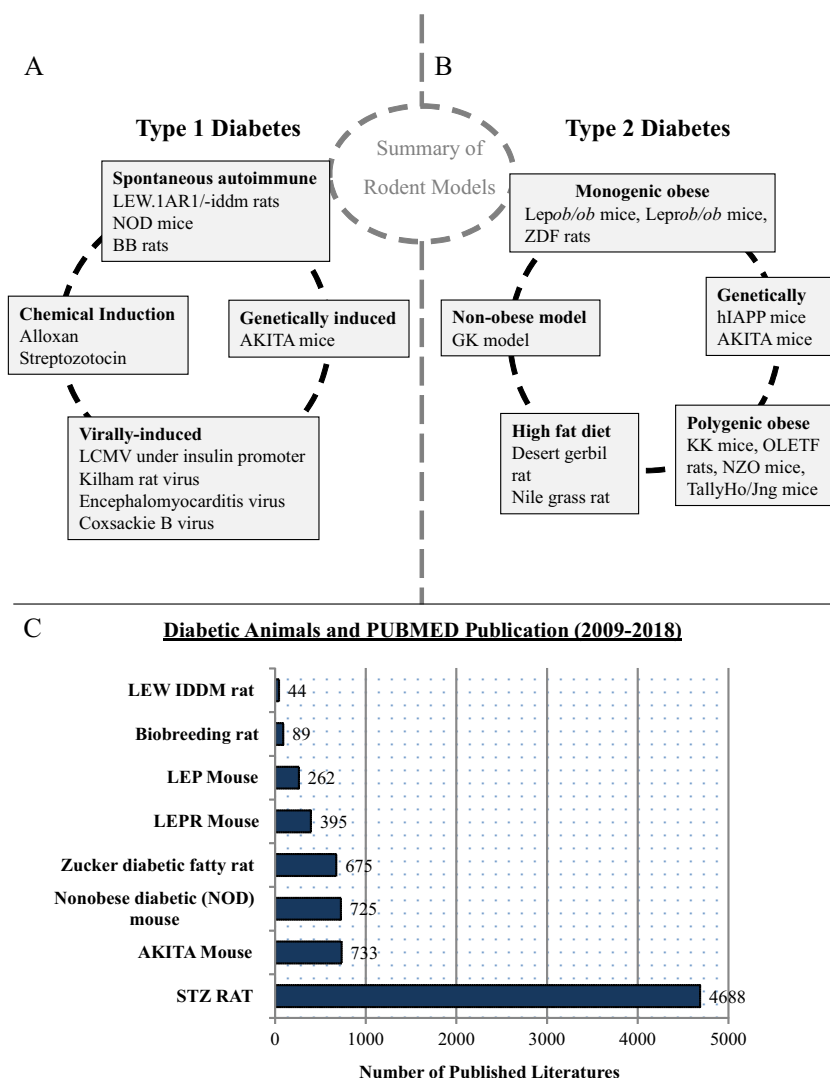 A
B
Summary of
Rodent Models
Type 1 Diabetes
Spontaneous autoimmune
LEW.1AR1/-iddm rats
NOD mice
BB rats
Chemical Induction
Alloxan
Streptozotocin
Genetically induced
AKITA mice
Virally-induced
LCMV under insulin promoter
Kilham rat virus
Encephalomyocarditis virus
Coxsackie B virus
Type 2 Diabetes
Monogenic obese
Lepob/ob mice, Leprob/ob mice,
ZDF rats
Non-obese model
GK model
Genetically
hIAPP mice
AKITA mice
High fat diet
Desert gerbil
rat
Nile grass rat
Polygenic obese
KK mice, OLETF
rats, NZO mice,
TallyHo/Jng mice
C
Diabetic Animals and PUBMED Publication (2009-2018)
LEW IDDM rat 44
Biobreeding rat 89
LEP Mouse 262
LEPR Mouse 395
Zucker diabetic fatty rat 675
Nonobese diabetic (NOD)
mouse 725
AKITA Mouse 733
STZ RAT 4688
0 1000 2000 3000 4000 5000
Number of Published Literatures